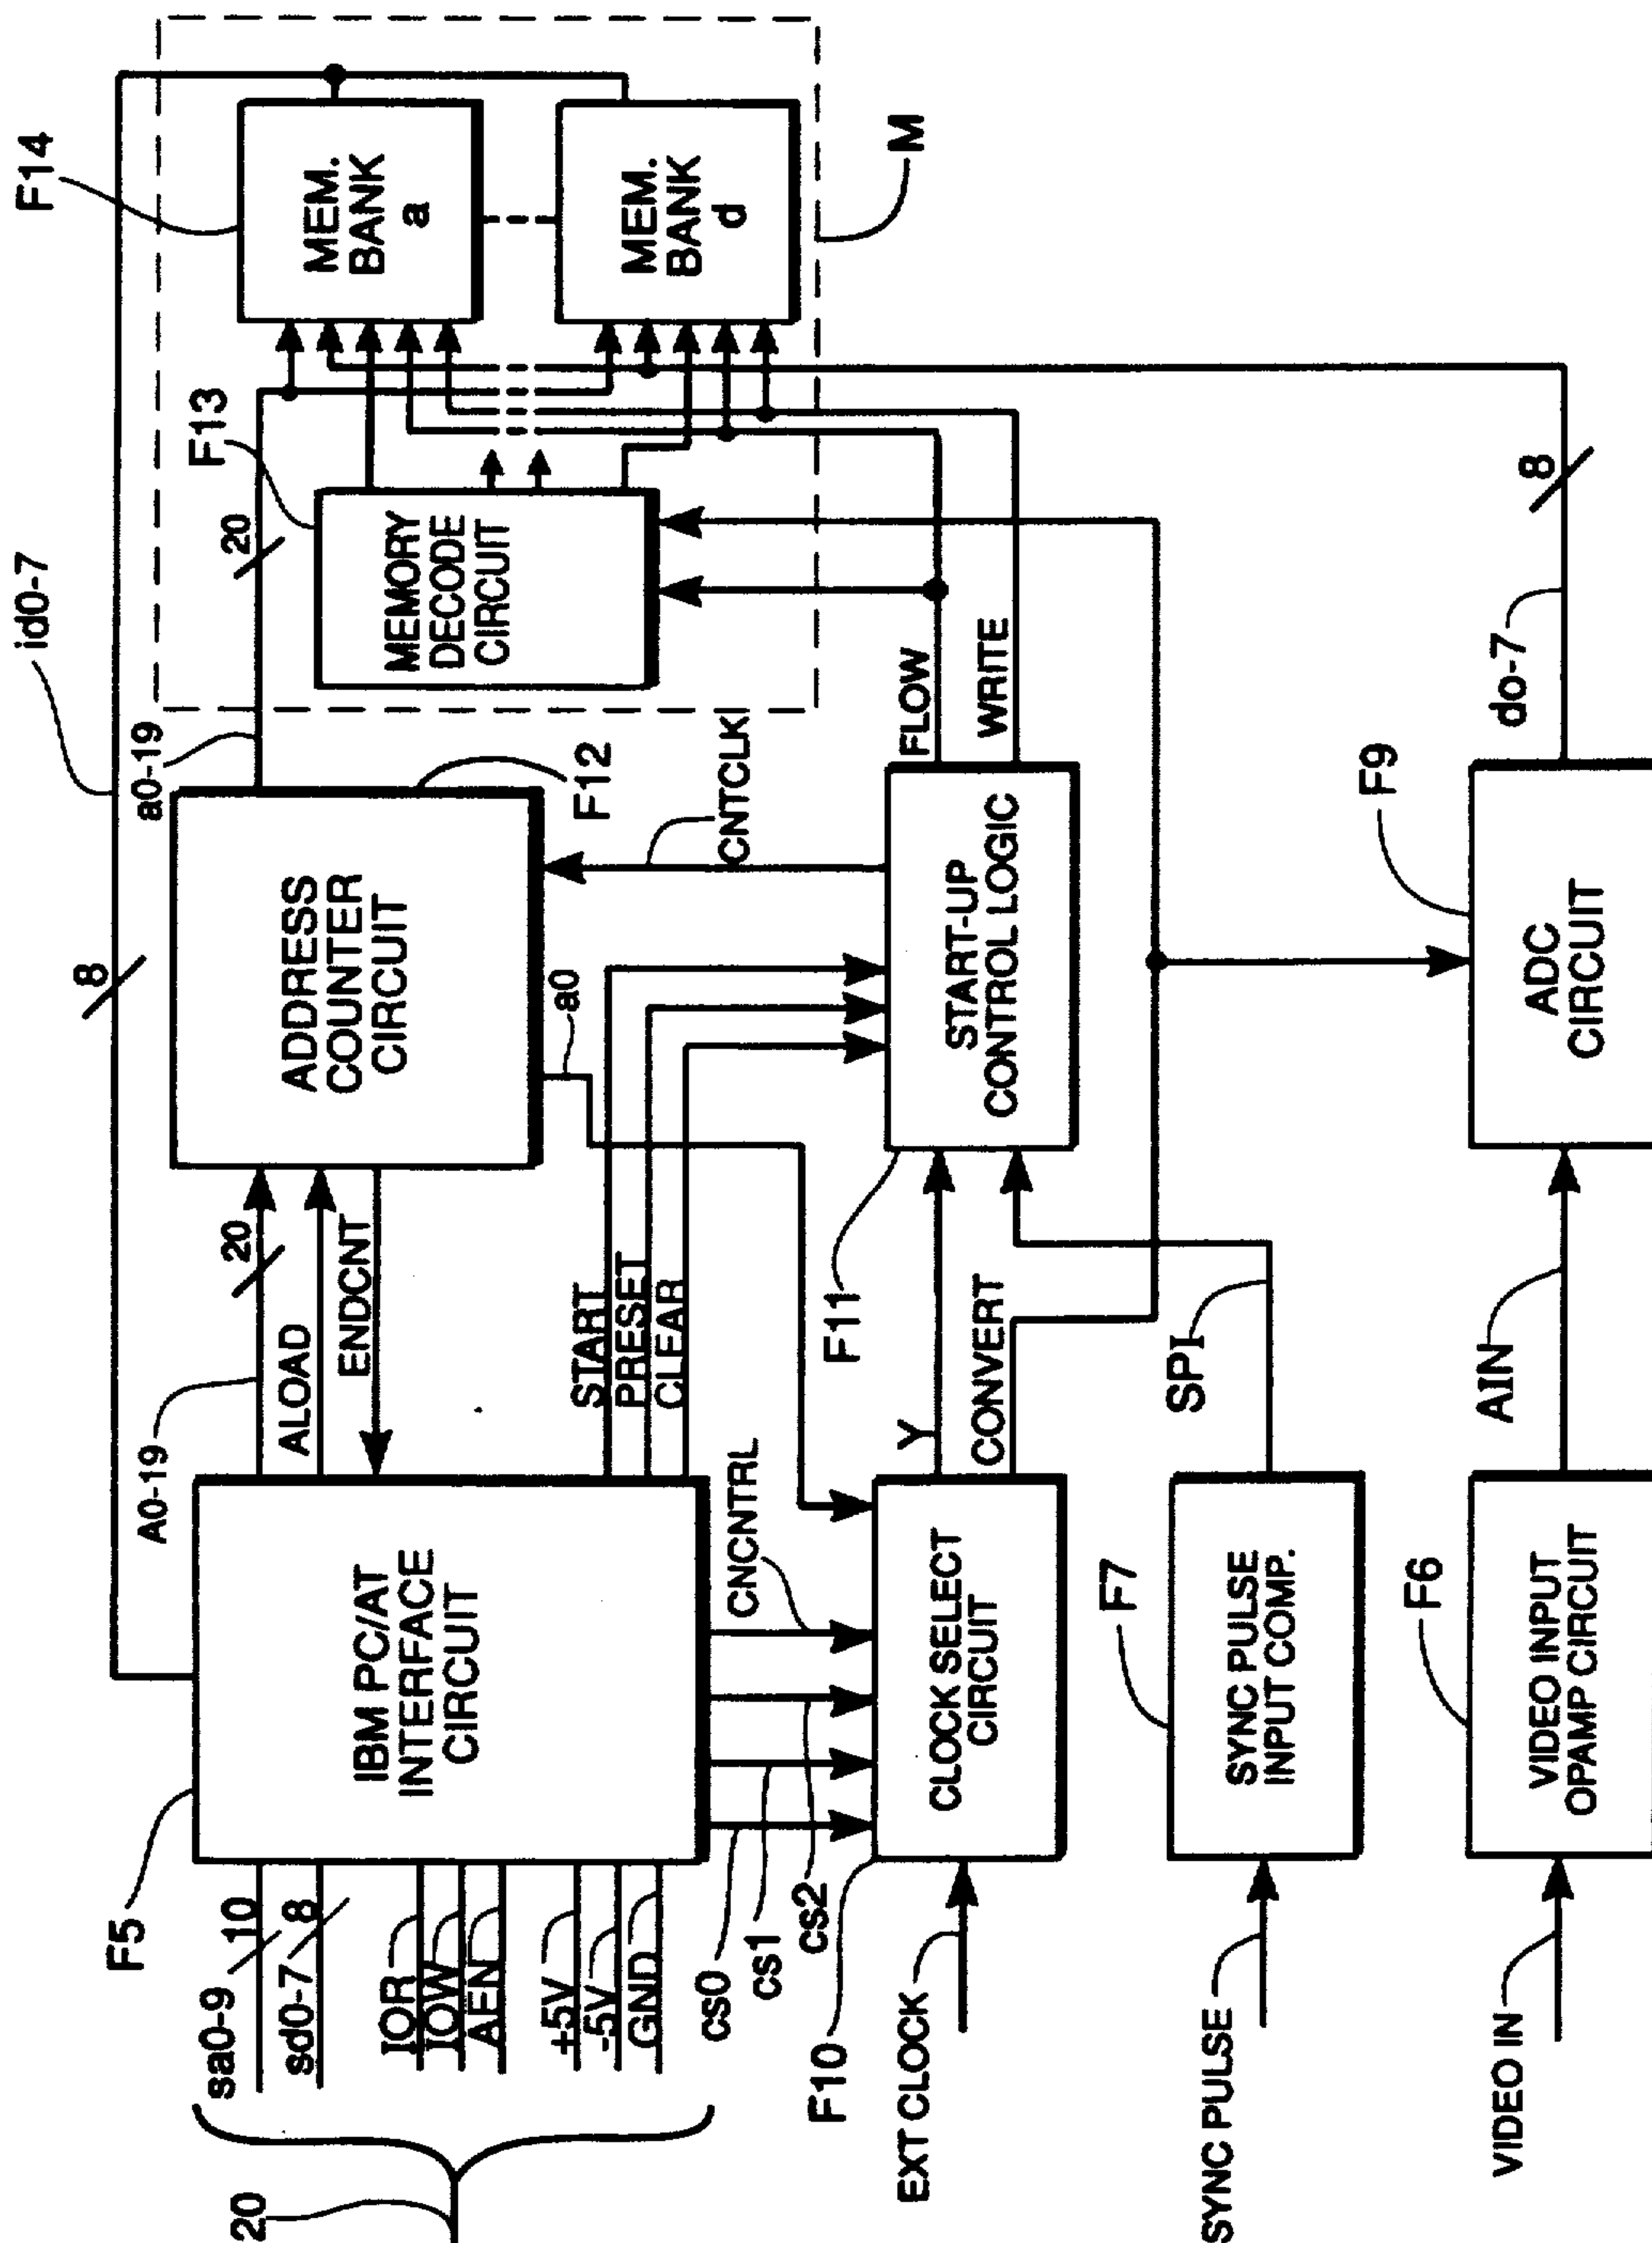 id0-7
8
F14
MEM.
BANK
a
MEM.
BANK
d
M
F13
MEMORY
DECODE
CIRCUIT
20
a0-19
ADDRESS
COUNTER
CIRCUIT
F12
a0
CNTCLK
A0-19
20
ALOAD
ENDCNT
START
PRESET
CLEAR
F5
IBM PC/AT
INTERFACE
CIRCUIT
sa0-9
10
sd0-7
8
IOR
IOW
AEN
+5V
-5V
GND
20
cs0
cs1
cs2
CNCNTRL
F10
EXT CLOCK
CLOCK SELECT
CIRCUIT
Y
CONVERT
F11
START-UP
CONTROL LOGIC
FLOW
WRITE
SYNC PULSE
F7
SYNC PULSE
INPUT COMP.
SPI
VIDEO IN
F6
VIDEO INPUT
OPAMP CIRCUIT
AIN
F9
ADC
CIRCUIT
do-7
8